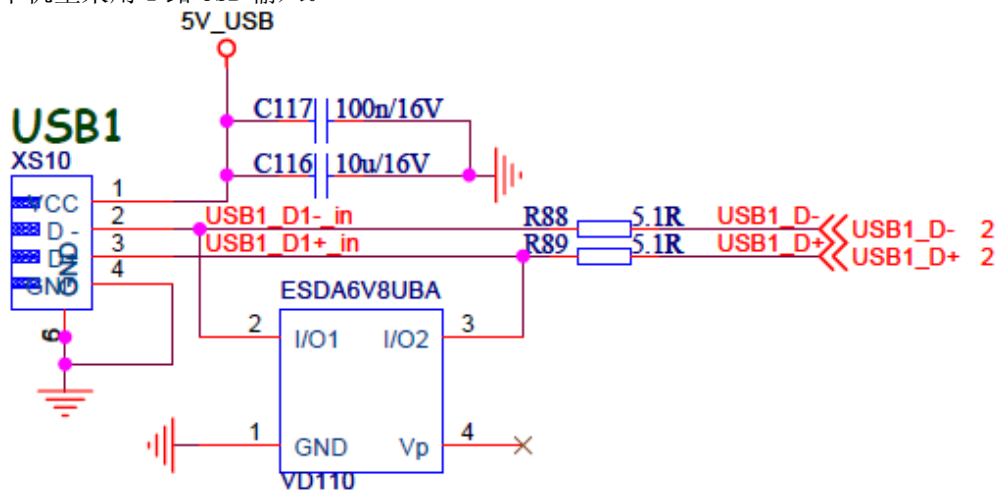 5V_USB
C117 100n/16V
USB1
C116 10u/16V
XS10
1
VCC
2
USB1_D1-_in
R88 5.1R
USB1_D-
D -
USB1_D- 2
3
USB1_D1+_in
R89 5.1R
USB1_D+
USB1_D+ 2
GND
4
GND
6
ESDA6V8UBA
2 I/O1 I/O2 3
1 GND Vp 4
VD110